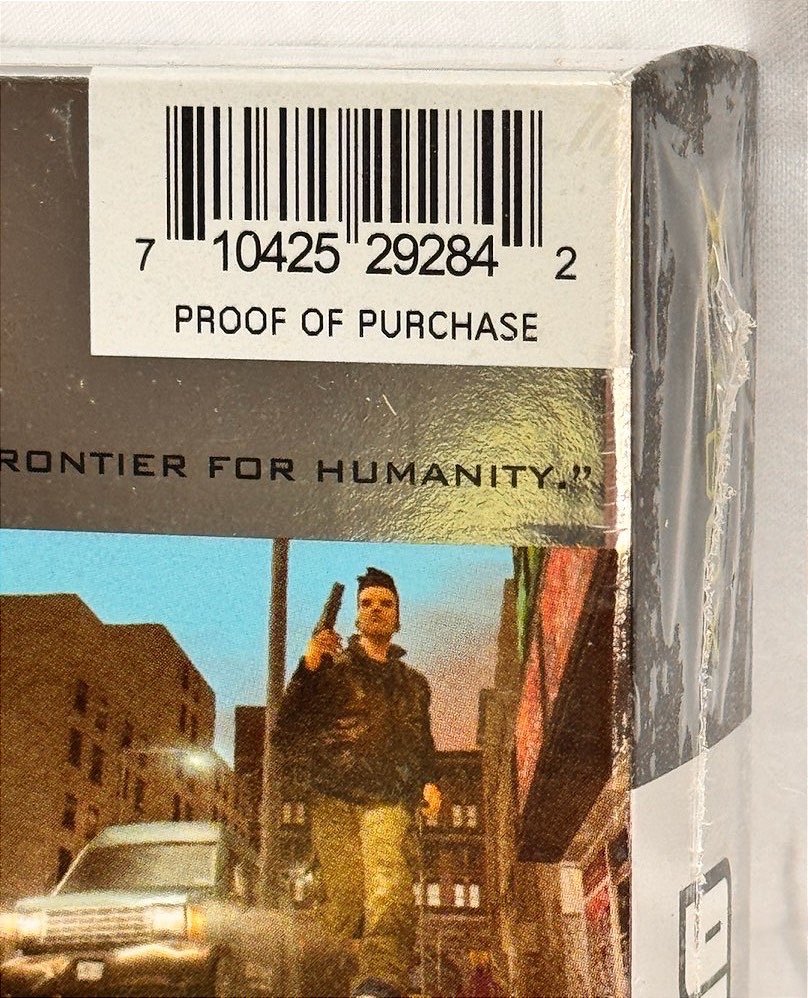 7 10425 29284 2
PROOF OF PURCHASE
RONTIER FOR HUMANITY.”